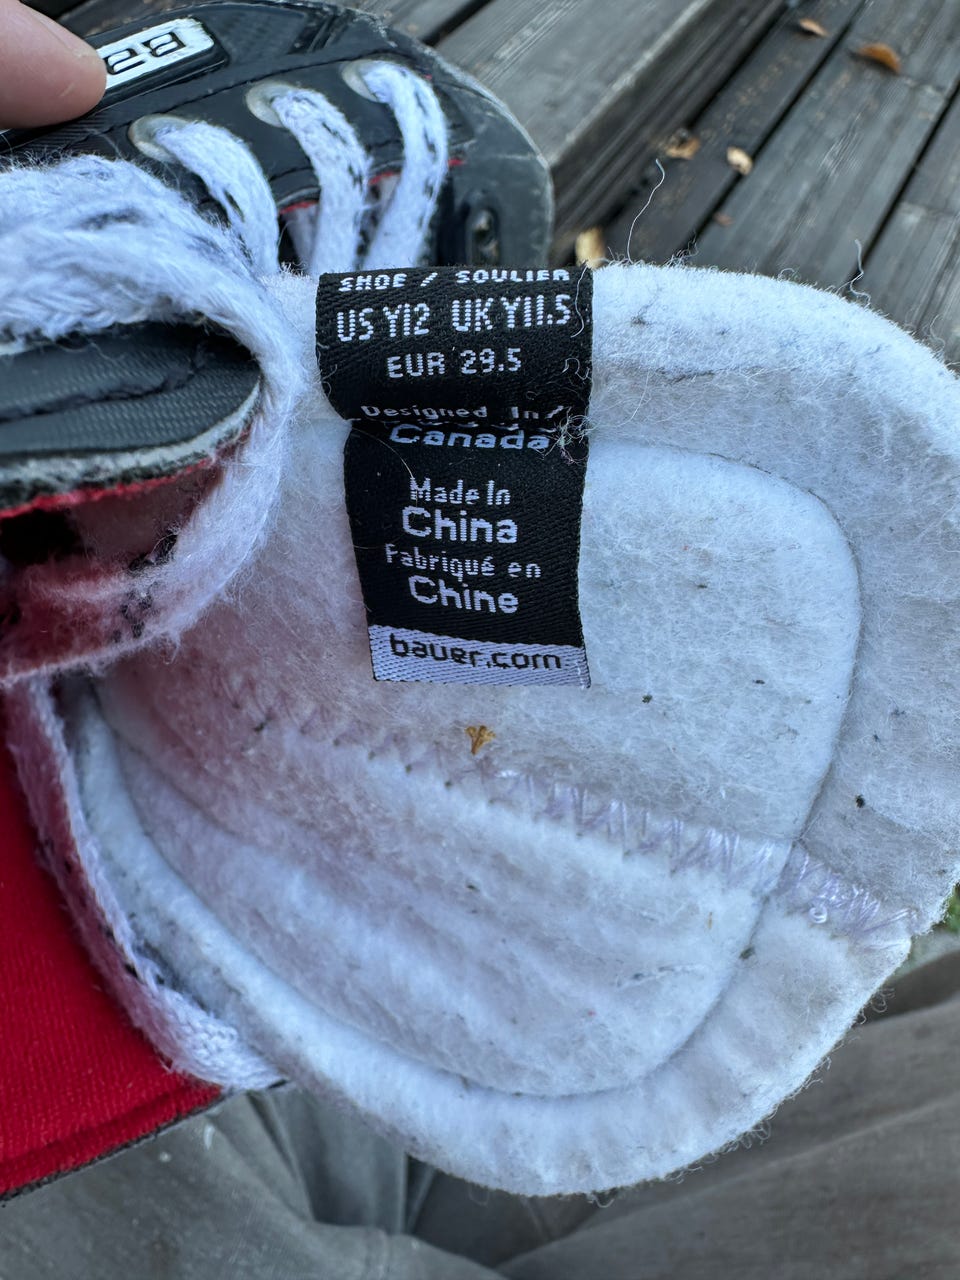 SHOE / SOULIER
US Y12 UK Y11.5
EUR 29.5
Designed In/
Canada
Made In
China
Fabriqué en
Chine
bauer.com